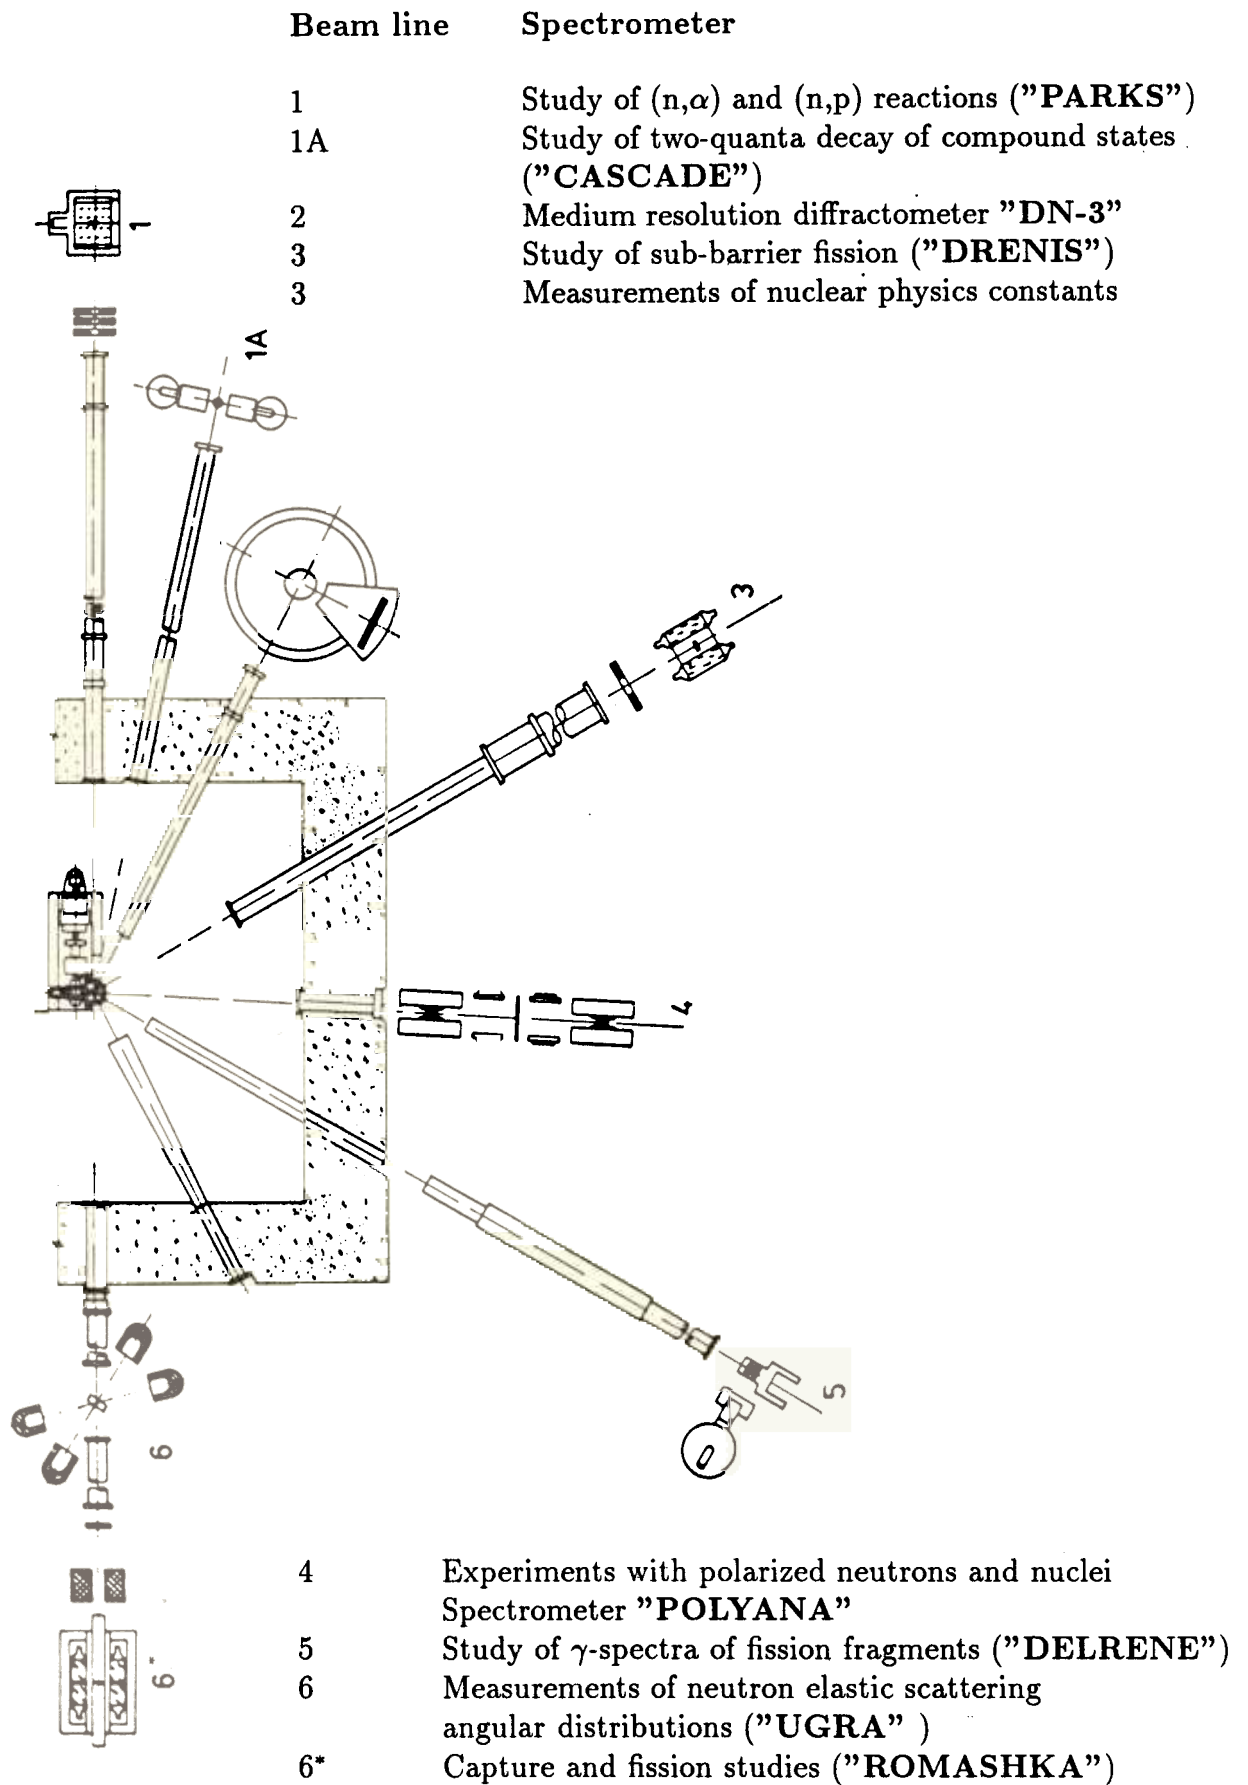 Beam line Spectrometer
1 Study of (n,α) and (n,p) reactions ("PARKS")
1A Study of two-quanta decay of compound states
("CASCADE")
2 Medium resolution diffractometer "DN-3"
3 Study of sub-barrier fission ("DRENIS")
3 Measurements of nuclear physics constants
1
1A
3
4
5
6
6*
4 Experiments with polarized neutrons and nuclei
Spectrometer "POLYANA"
5 Study of γ-spectra of fission fragments ("DELRENE")
6 Measurements of neutron elastic scattering
angular distributions ("UGRA" )
6* Capture and fission studies ("ROMASHKA")